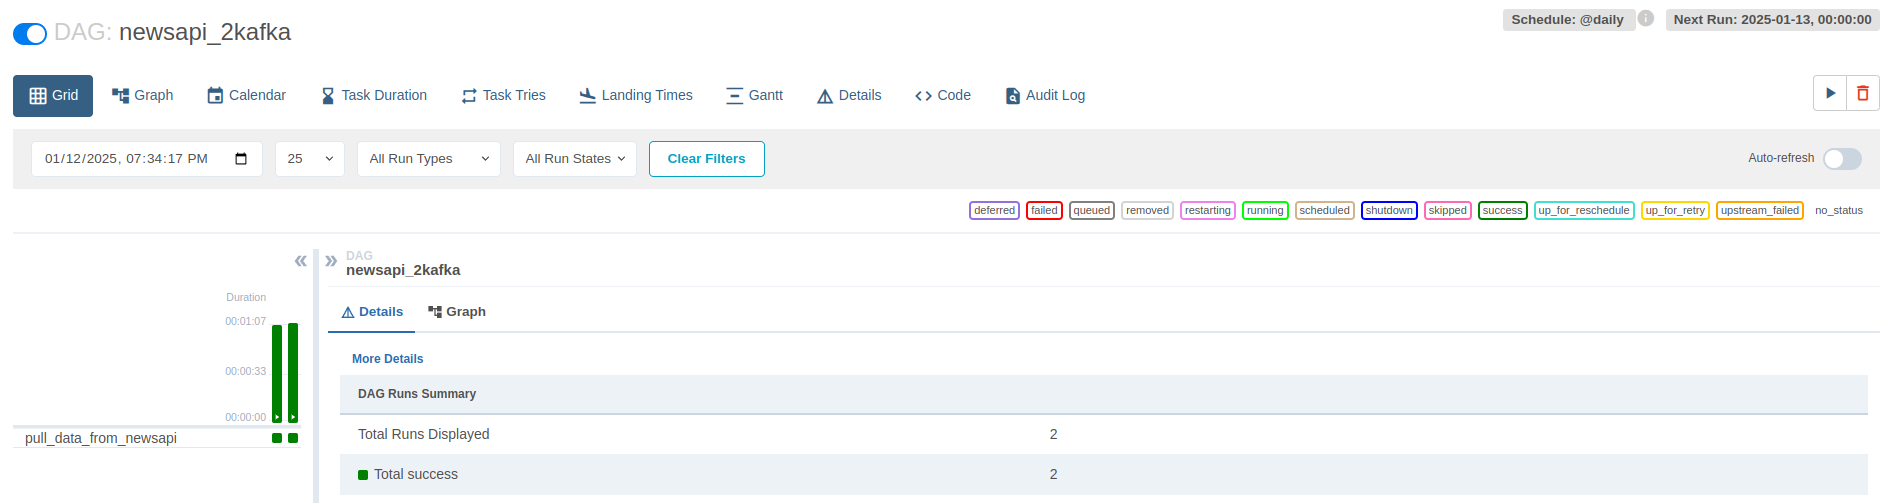 DAG: newsapi_2kafka
Schedule: @daily
Next Run: 2025-01-13, 00:00:00
Grid
Graph
Calendar
Task Duration
Task Tries
Landing Times
Gantt
Details
Code
Audit Log
01/12/2025, 07:34:17 PM
25
All Run Types
All Run States
Clear Filters
Auto-refresh
deferred
failed
queued
removed
restarting
running
scheduled
shutdown
skipped
success
up_for_reschedule
up_for_retry
upstream_failed
no_status
Duration
00:01:07
00:00:33
00:00:00
pull_data_from_newsapi
DAG
newsapi_2kafka
Details
Graph
More Details
DAG Runs Summary
Total Runs Displayed 2
Total success 2